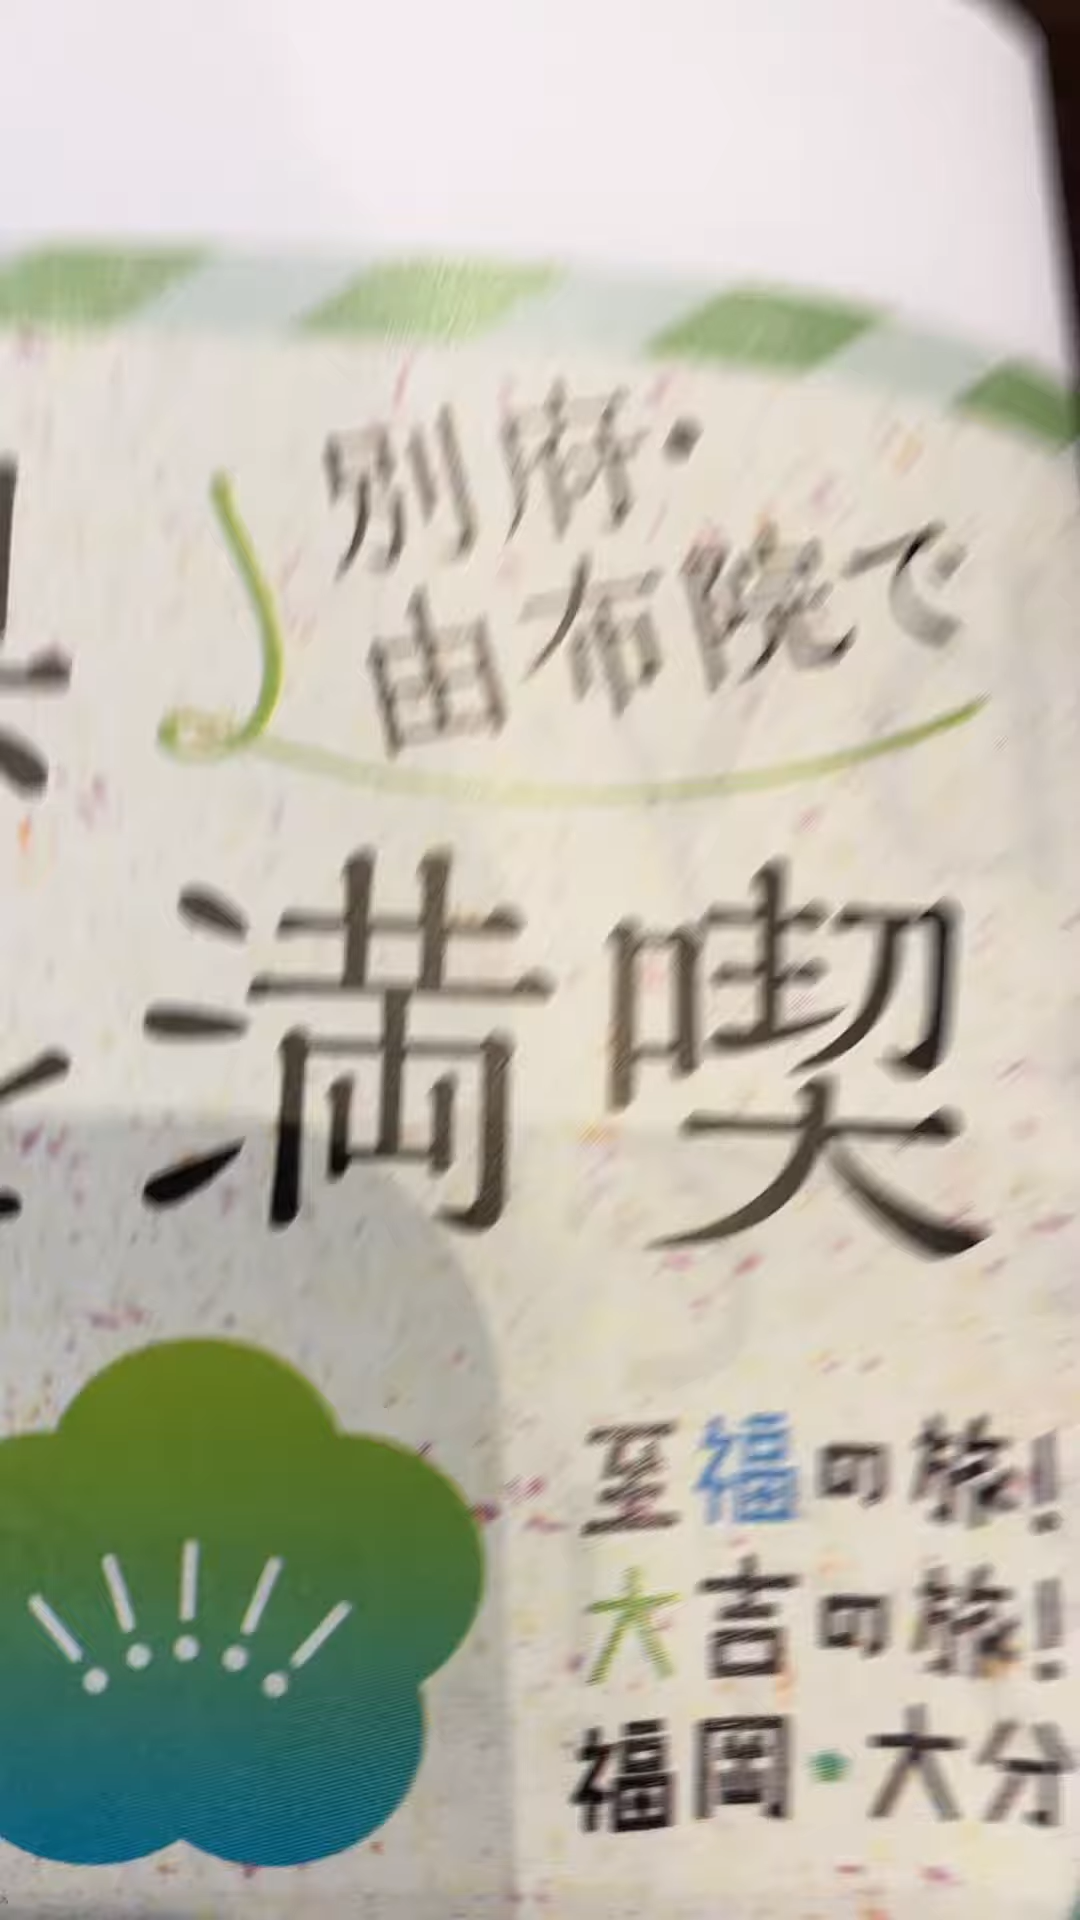 別府・
由布院で
満喫
至福の旅!
大吉の旅!
福岡・大分